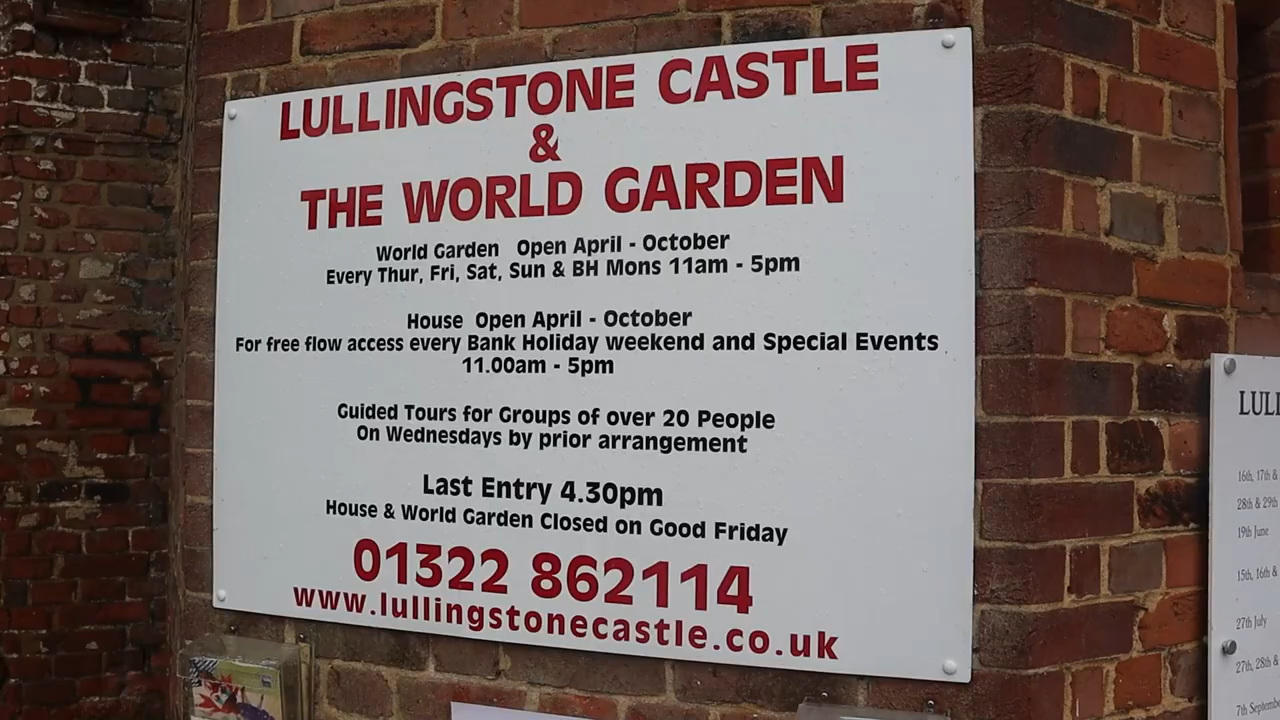 LULLINGSTONE CASTLE
&
THE WORLD GARDEN
World Garden Open April - October
Every Thur, Fri, Sat, Sun & BH Mons 11am - 5pm
House Open April - October
For free flow access every Bank Holiday weekend and Special Events
11.00am - 5pm
Guided Tours for Groups of over 20 People
On Wednesdays by prior arrangement
Last Entry 4.30pm
House & World Garden Closed on Good Friday
01322 862114
www.lullingstonecastle.co.uk
16th, 17th &
28th & 29th
19th June
15th, 16th &
27th July
27th, 28th &
7th